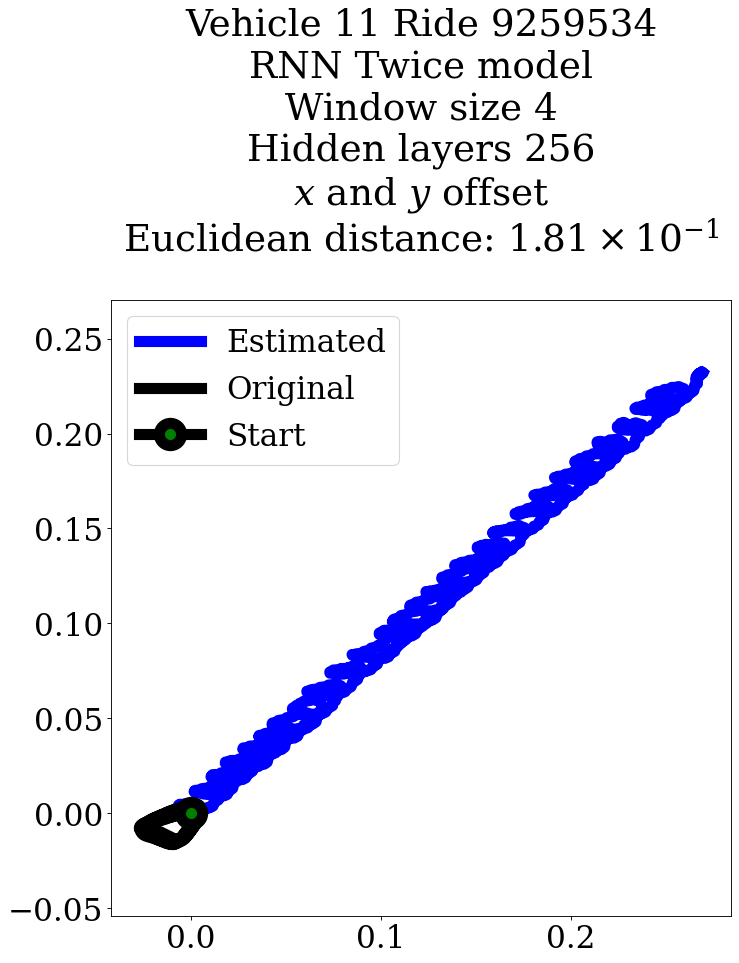 Vehicle 11 Ride 9259534
RNN Twice model
Window size 4
Hidden layers 256
x and y offset
Euclidean distance: 1.81 × 10⁻¹
Estimated
Original
Start
0.25
0.20
0.15
0.10
0.05
0.00
−0.05
0.0 0.1 0.2